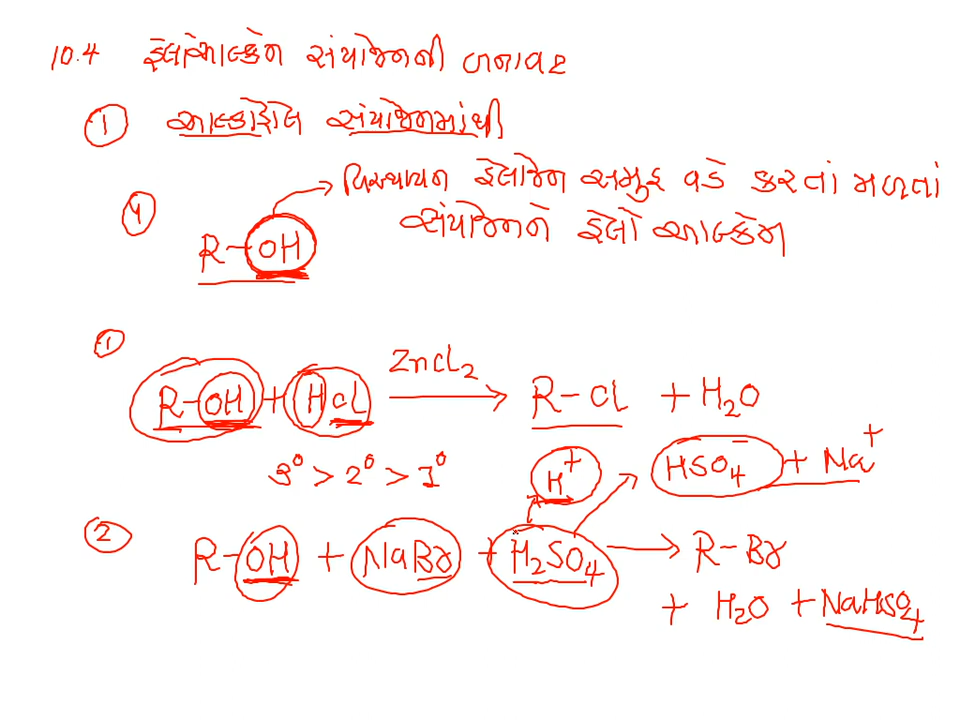 10.4 હેલોઆલ્કેન સંયોજનની બનાવટ
① આલ્કોહોલ સંયોજનમાંથી
R-OH → વિસ્થાપન હેલોજન સમુહ વડે કરતાં મળતાં
સંયોજનને હેલો આલ્કેન
①
R-OH + HCl ZnCl₂ → R-Cl + H₂O
3° > 2° > 1° H⁺ HSO₄⁻ + Na⁺
② R-OH + NaBr + H₂SO₄ → R-Br
+ H₂O + NaHSO₄